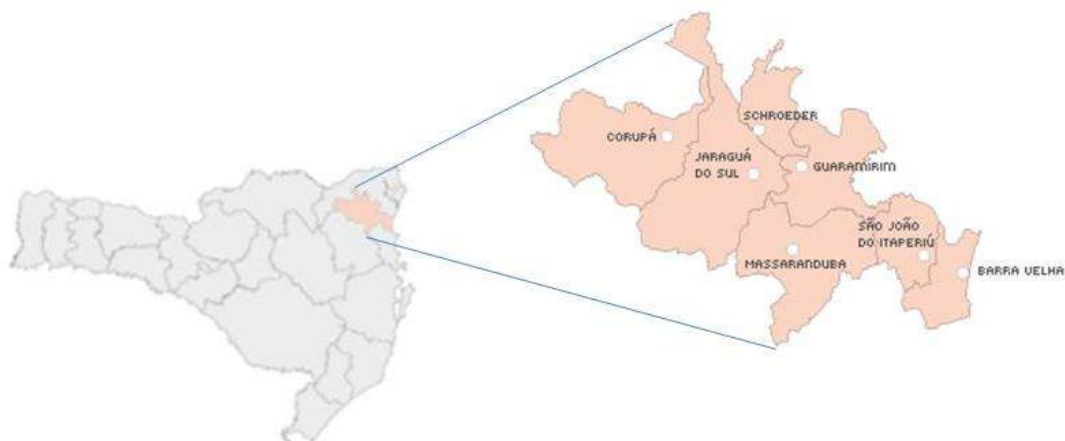 SCHROEDER
CORUPÁ
JARAGUÁ
DO SUL
GUARAMIRIM
SÃO JOÃO
DO ITAPERIÚ
MASSARANDUBA
BARRA VELHA